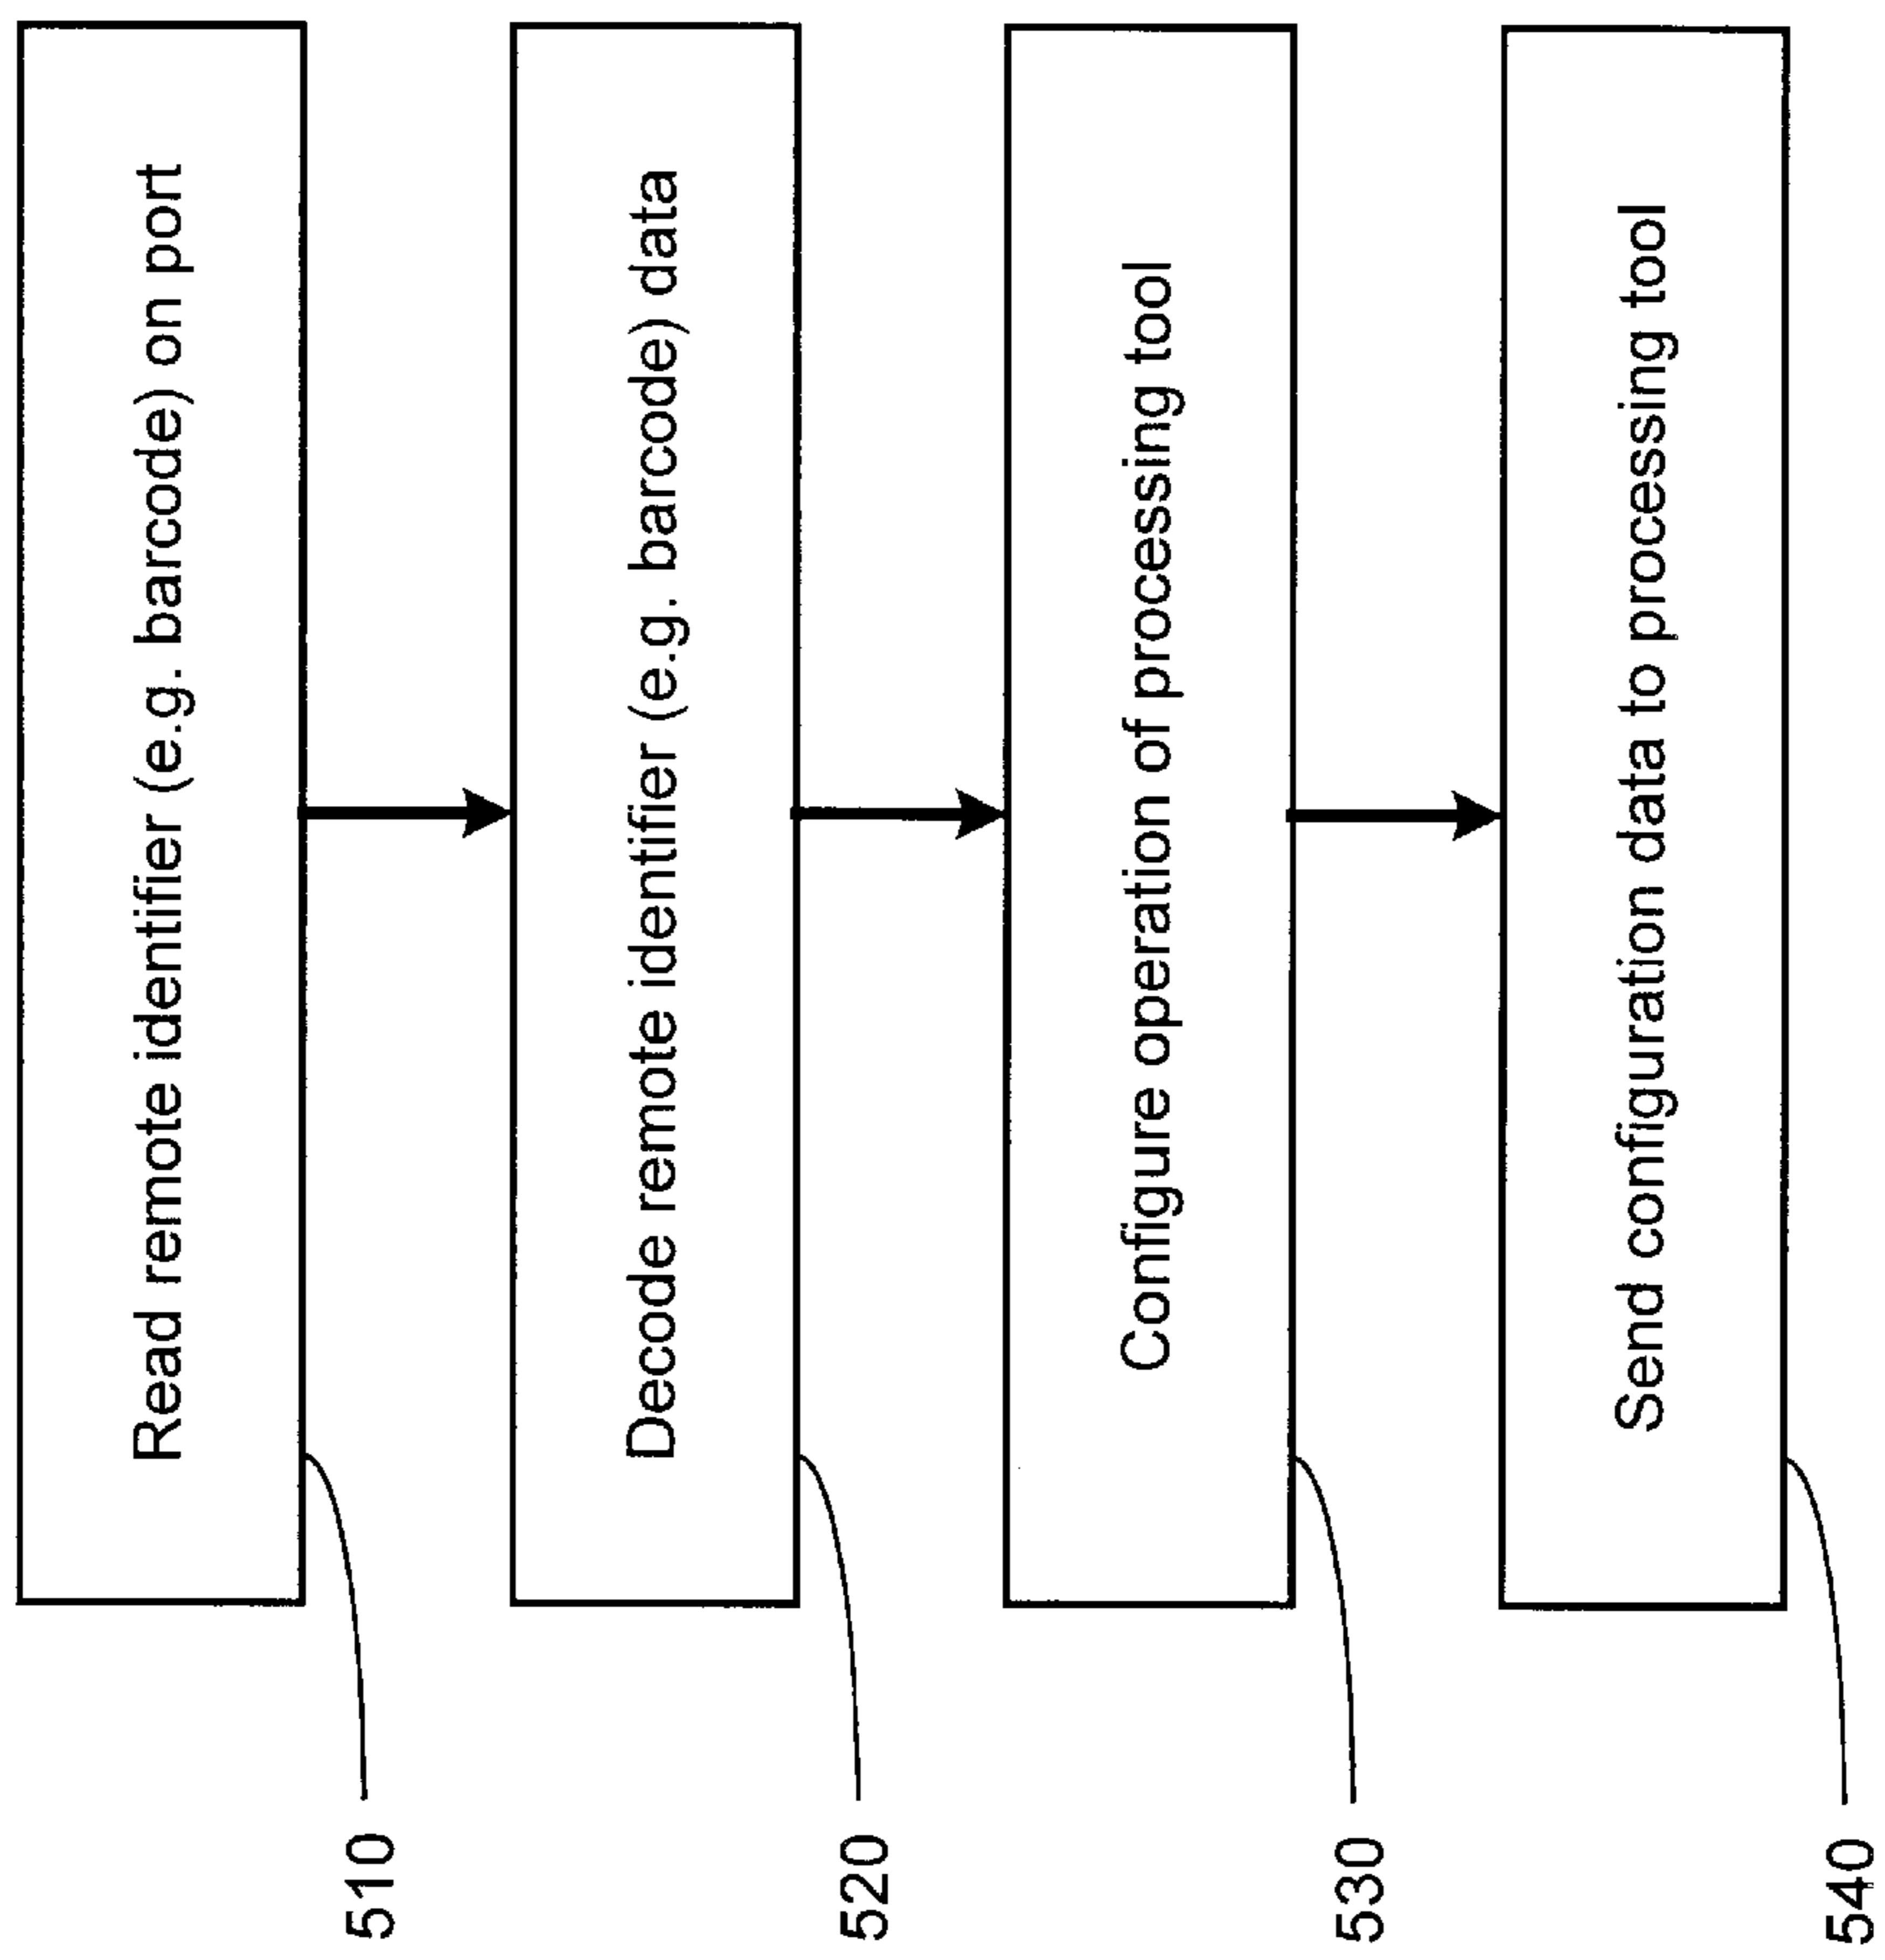 Read remote identifier (e.g. barcode) on port
510
Decode remote identifier (e.g. barcode) data
520
Configure operation of processing tool
530
Send configuration data to processing tool
540